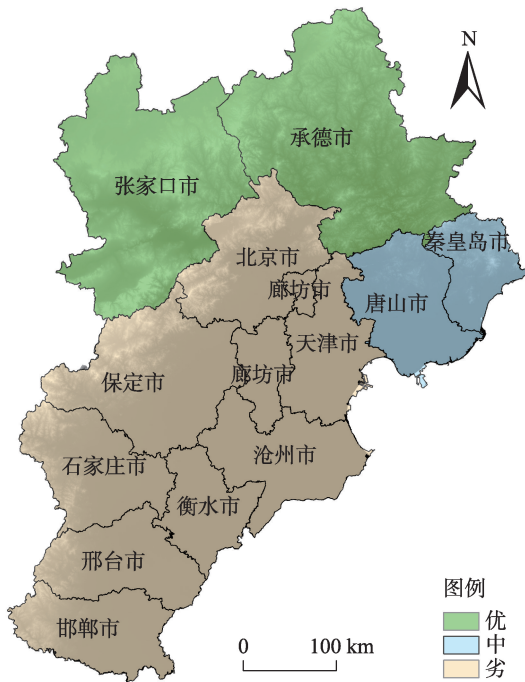 N
承德市
张家口市
秦皇岛市
北京市
廊坊市
唐山市
天津市
廊坊市
保定市
沧州市
石家庄市
衡水市
邢台市
邯郸市
图例
优
中
劣
0 100 km